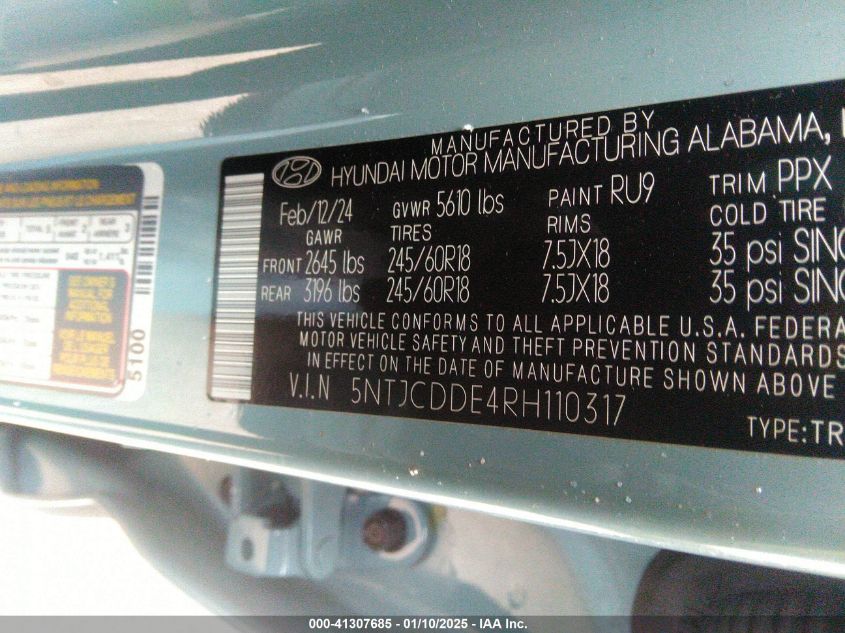 MANUFACTURED BY
HYUNDAI MOTOR MANUFACTURING ALABAMA,
Feb/12/24 GVWR 5610 lbs PAINT RU9 TRIM PPX
GAWR TIRES RIMS COLD TIRE
FRONT 2645 lbs 245/60R18 7.5JX18 35 psi SING
REAR 3196 lbs 245/60R18 7.5JX18 35 psi SING
THIS VEHICLE CONFORMS TO ALL APPLICABLE U.S.A. FEDERA
MOTOR VEHICLE SAFETY AND THEFT PREVENTION STANDARDS
IN EFFECT ON THE DATE OF MANUFACTURE SHOWN ABOVE
V.I.N 5NTJCDDE4RH110317
TYPE:TR
5100
000-41307685 - 01/10/2025 - IAA Inc.